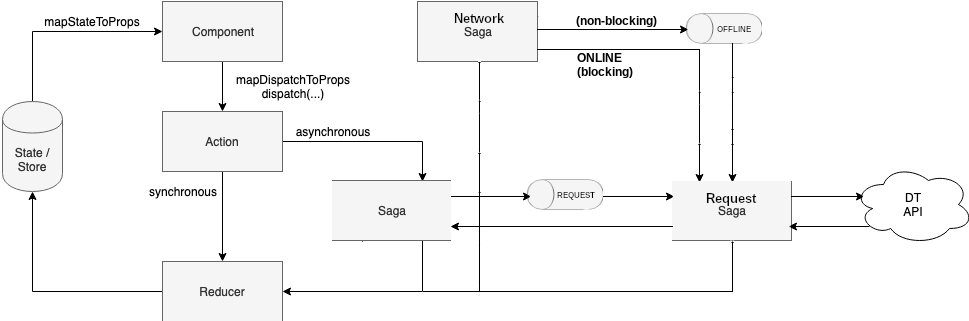 mapStateToProps
Component
Network
Saga
(non-blocking)
OFFLINE
ONLINE
(blocking)
mapDispatchToProps
dispatch(...)
State /
Store
Action
asynchronous
synchronous
Saga
REQUEST
Request
Saga
DT
API
Reducer